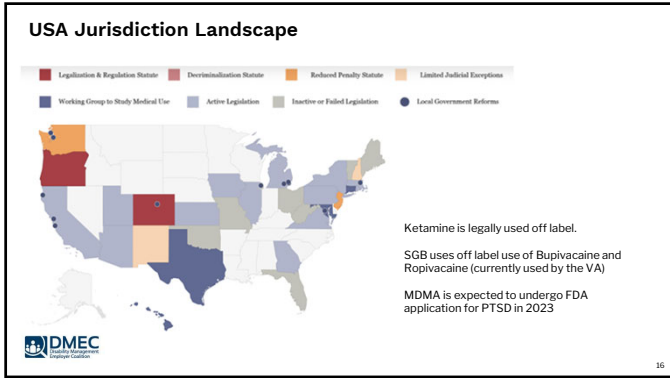 USA Jurisdiction Landscape
Legalization & Regulation Statute Decriminalization Statute Reduced Penalty Statute Limited Judicial Exceptions
Working Group to Study Medical Use Active Legislation Inactive or Failed Legislation Local Government Reforms
Ketamine is legally used off label.
SGB uses off label use of Bupivacaine and
Ropivacaine (currently used by the VA)
MDMA is expected to undergo FDA
application for PTSD in 2023
DMEC
Disability Management
Employer Coalition
16